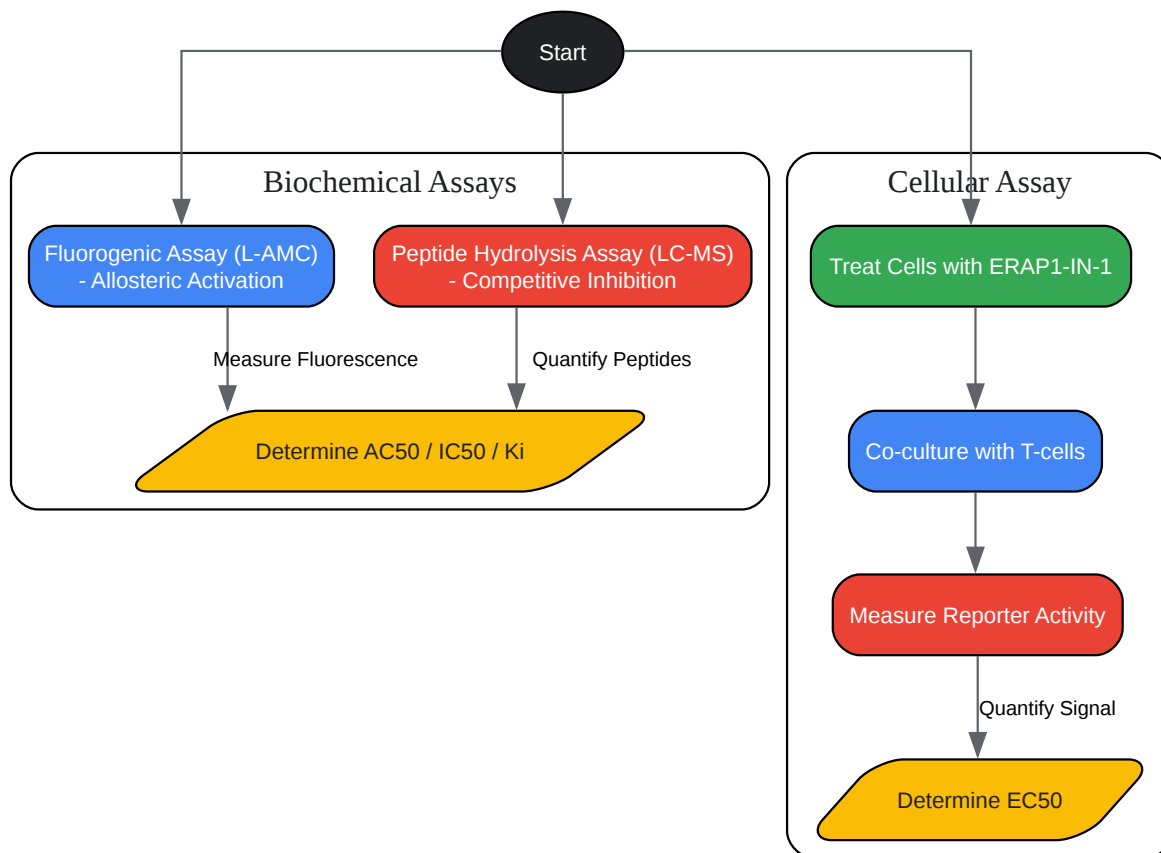 Start
Biochemical Assays
Fluorogenic Assay (L-AMC)
- Allosteric Activation
Peptide Hydrolysis Assay (LC-MS)
- Competitive Inhibition
Measure Fluorescence
Quantify Peptides
Determine AC50 / IC50 / Ki
Cellular Assay
Treat Cells with ERAP1-IN-1
Co-culture with T-cells
Measure Reporter Activity
Quantify Signal
Determine EC50